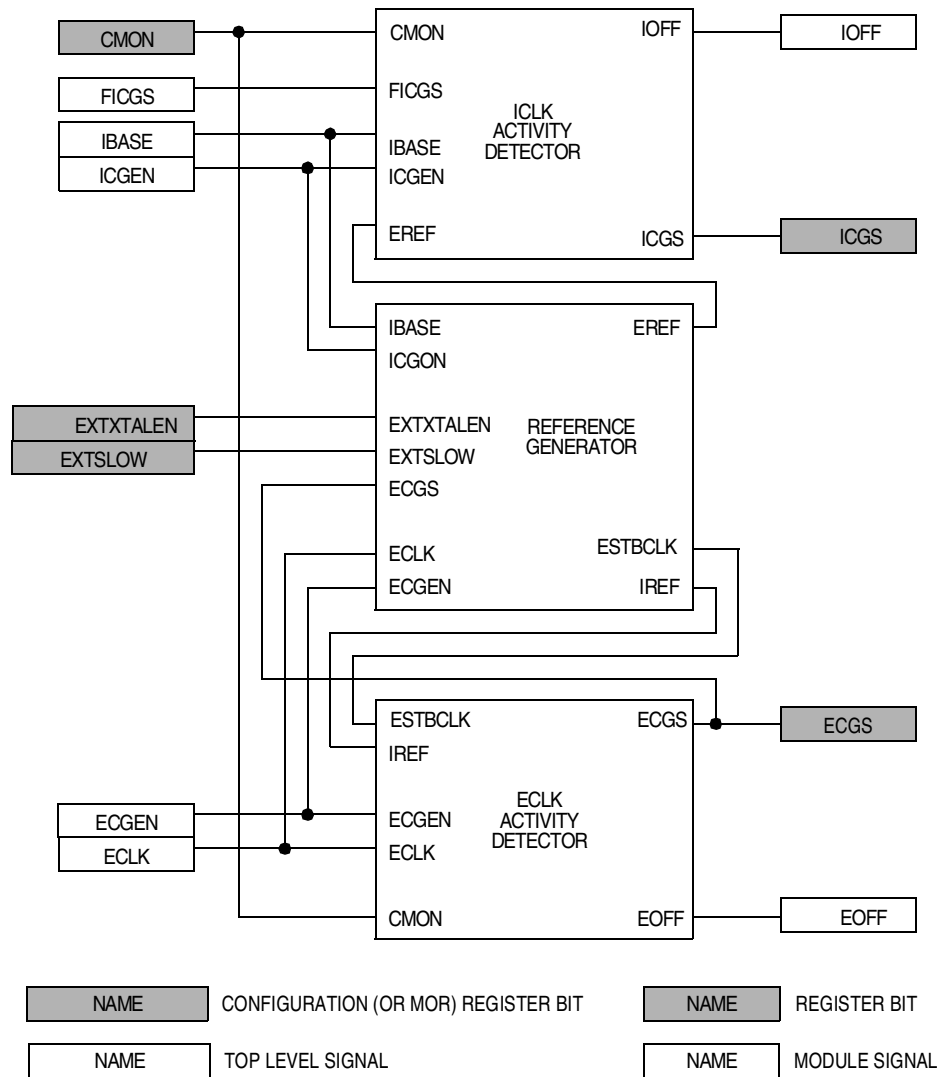 CMON
FICGS
IBASE
ICGEN
CMON
FICGS
IBASE
ICGEN
EREF
ICLK
ACTIVITY
DETECTOR
IOFF
ICGS
IOFF
ICGS
EXTXTALEN
EXTSLOW
IBASE
ICGON
EXTXTALEN
EXTSLOW
ECGS
ECLK
ECGEN
REFERENCE
GENERATOR
EREF
ESTBCLK
IREF
ECGEN
ECLK
ESTBCLK
IREF
ECGEN
ECLK
CMON
ECLK
ACTIVITY
DETECTOR
ECGS
EOFF
ECGS
EOFF
NAME CONFIGURATION (OR MOR) REGISTER BIT
NAME REGISTER BIT
NAME TOP LEVEL SIGNAL
NAME MODULE SIGNAL